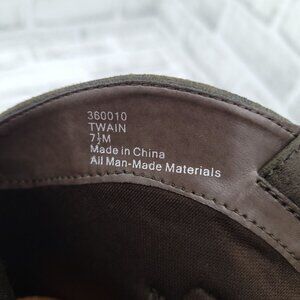 360010
TWAIN
7½M
Made in China
All Man-Made Materials